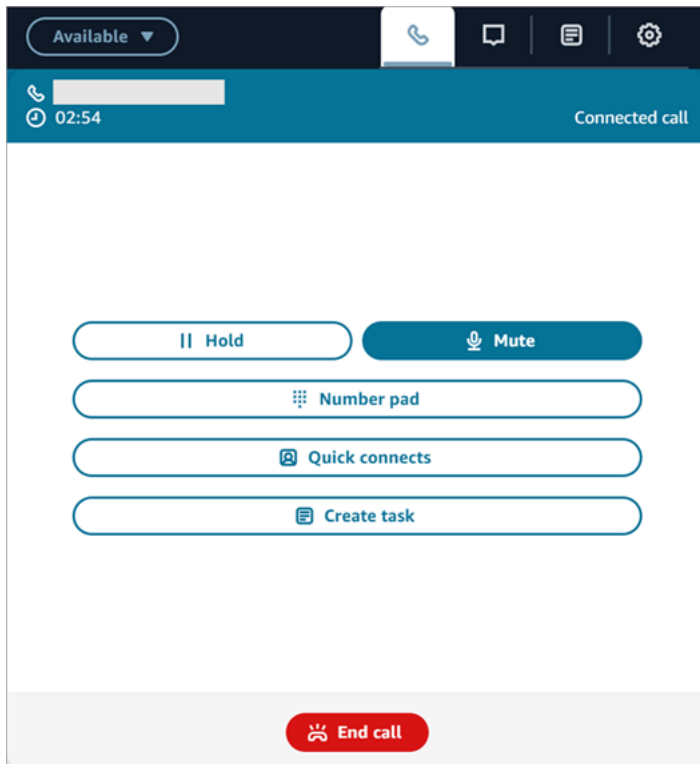 Available
02:54
Connected call
Hold
Mute
Number pad
Quick connects
Create task
End call